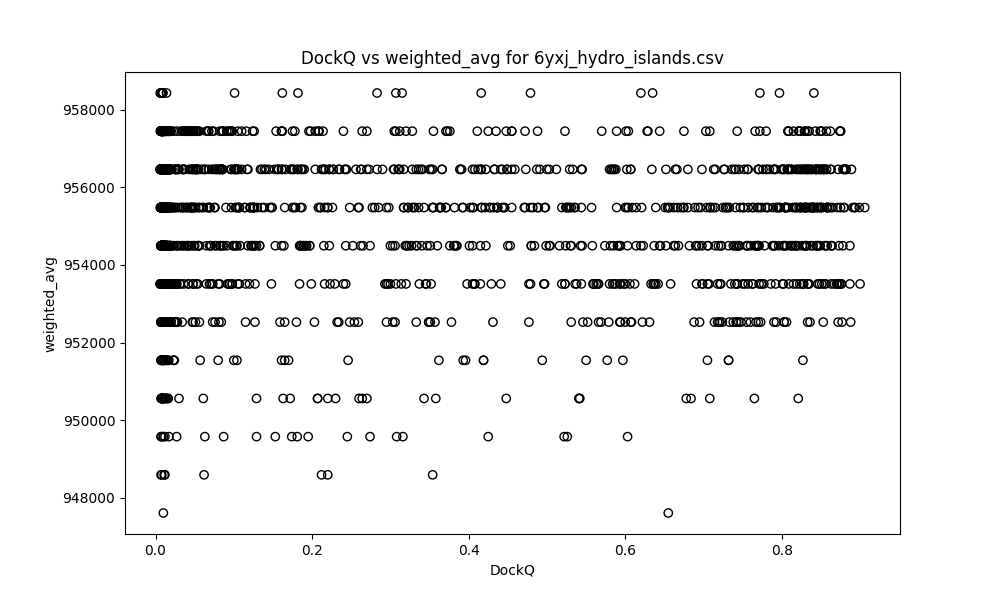 DockQ vs weighted_avg for 6yxj_hydro_islands.csv
958000
956000
954000
952000
950000
948000
weighted_avg
0.0 0.2 0.4 0.6 0.8
DockQ